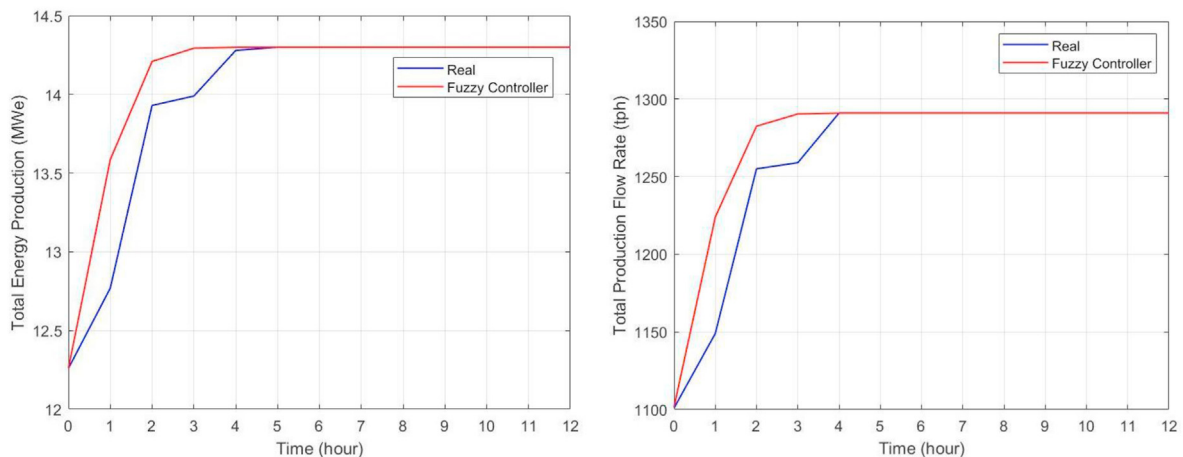 14.5
14
13.5
13
12.5
12
Total Energy Production (MWe)
Real
Fuzzy Controller
0 1 2 3 4 5 6 7 8 9 10 11 12
Time (hour)
1350
1300
1250
1200
1150
1100
Total Production Flow Rate (tph)
Real
Fuzzy Controller
0 1 2 3 4 5 6 7 8 9 10 11 12
Time (hour)